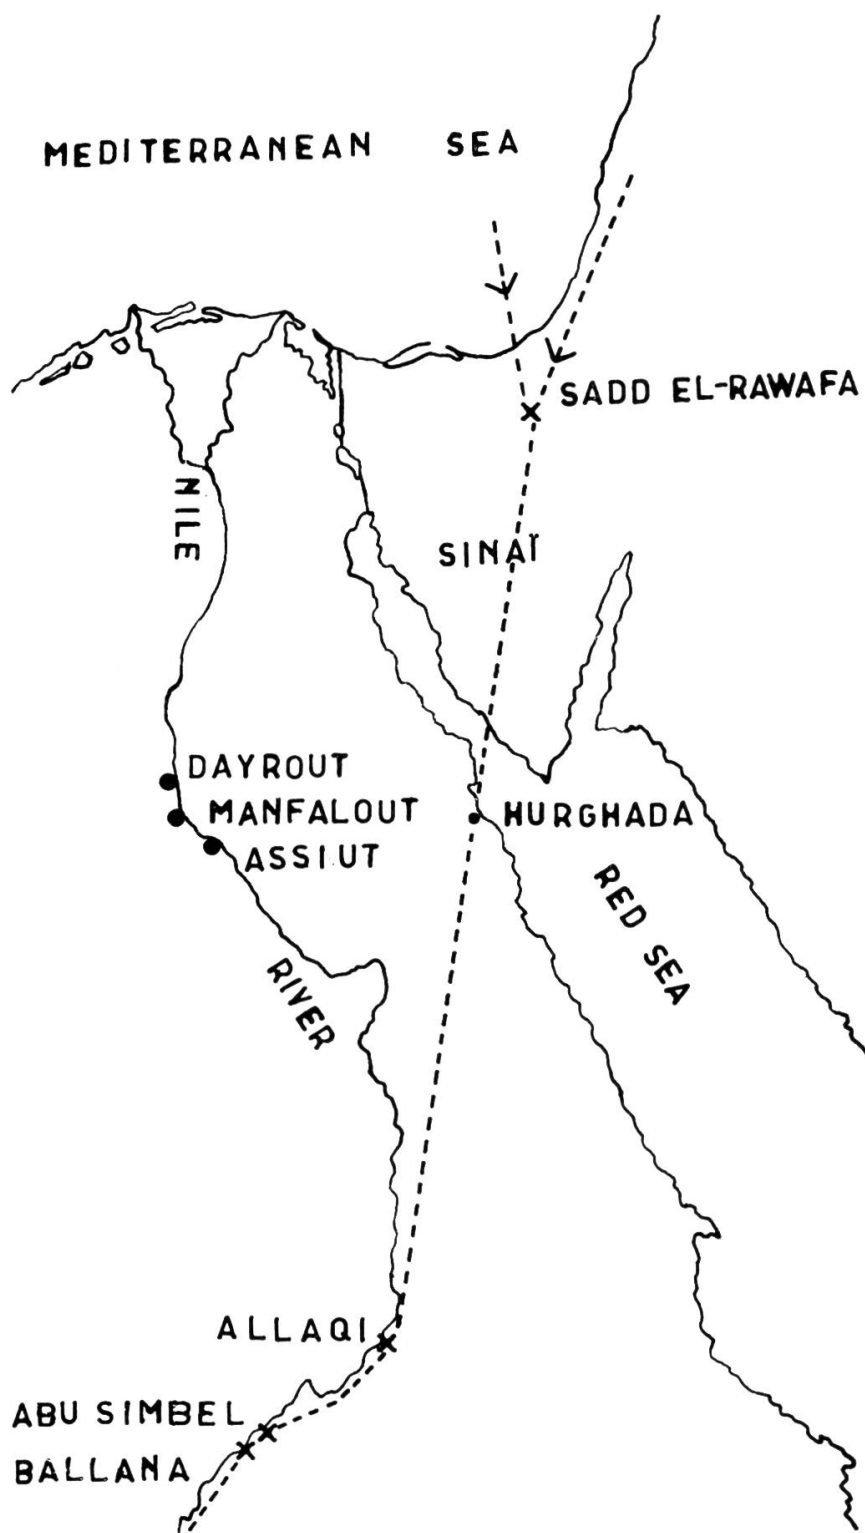 MEDITERRANEAN SEA
SADD EL-RAWAFA
NILE
SINAÏ
DAYROUT
MANFALOUT
HURGHADA
ASSIUT
RED SEA
RIVER
ALLAQI
ABU SIMBEL
BALLANA